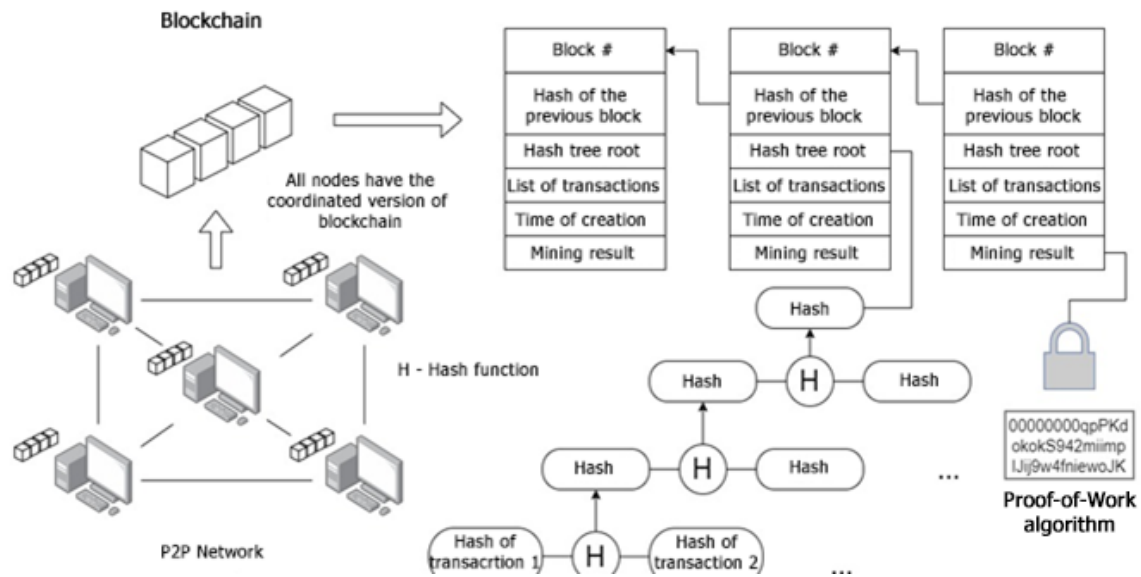 Blockchain
Block #
Hash of the
previous block
Hash tree root
List of transactions
Time of creation
Mining result
Block #
Hash of the
previous block
Hash tree root
List of transactions
Time of creation
Mining result
Block #
Hash of the
previous block
Hash tree root
List of transactions
Time of creation
Mining result
All nodes have the
coordinated version of
blockchain
H - Hash function
P2P Network
Hash
Hash
H
Hash
Hash
H
Hash
...
Hash of
transacrtion 1
H
Hash of
transaction 2
...
00000000qpPKd
okokS942miimp
IJij9w4fniewoJK
Proof-of-Work
algorithm